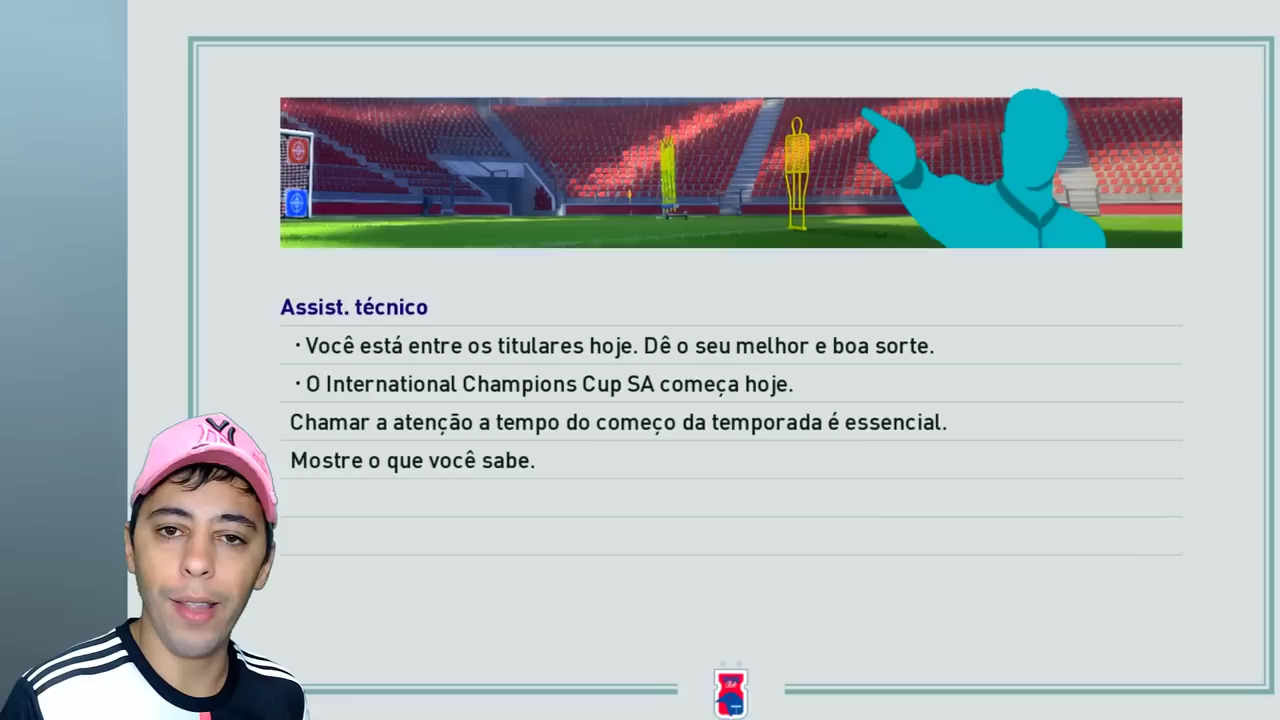 Assist. técnico
· Você está entre os titulares hoje. Dê o seu melhor e boa sorte.
· O International Champions Cup SA começa hoje.
Chamar a atenção a tempo do começo da temporada é essencial.
Mostre o que você sabe.